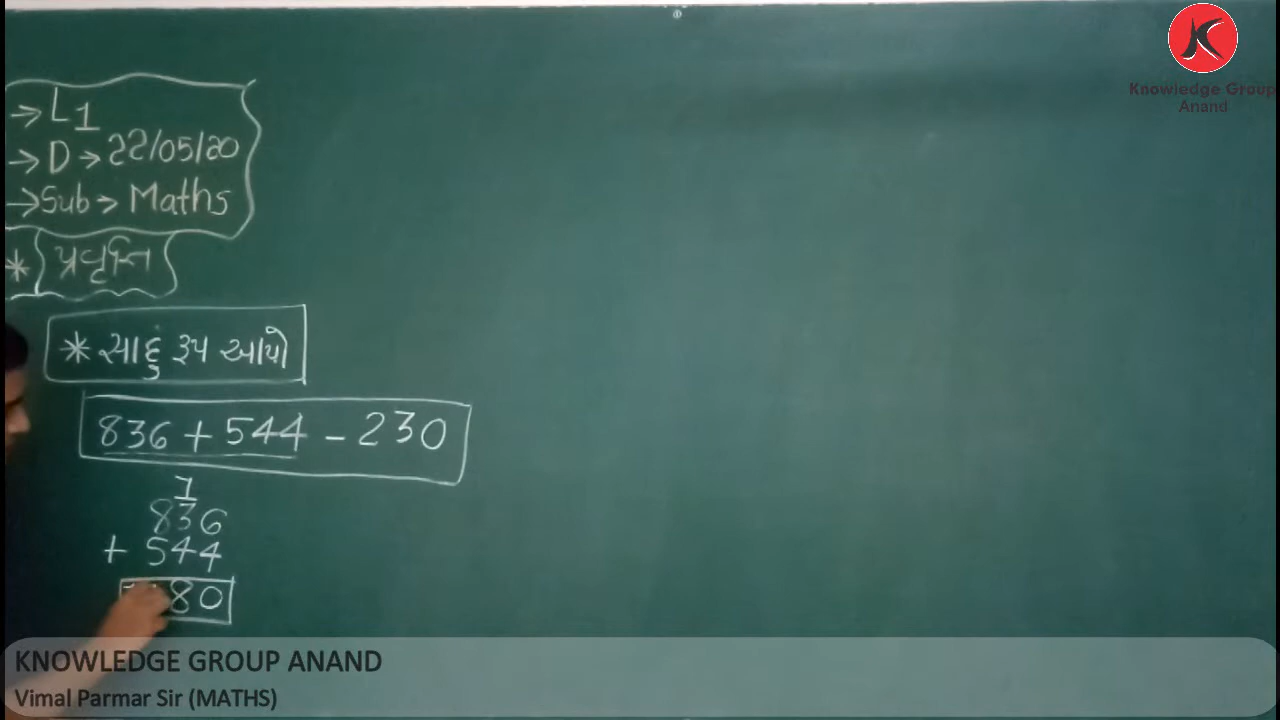 → L1
→ D → 22/05/20
→ Sub → Maths
* પ્રવૃત્તિ
* સાદું રૂપ આપો
836 + 544 - 230
1
836
+ 544
80
Knowledge Group
Anand
KNOWLEDGE GROUP ANAND
Vimal Parmar Sir (MATHS)